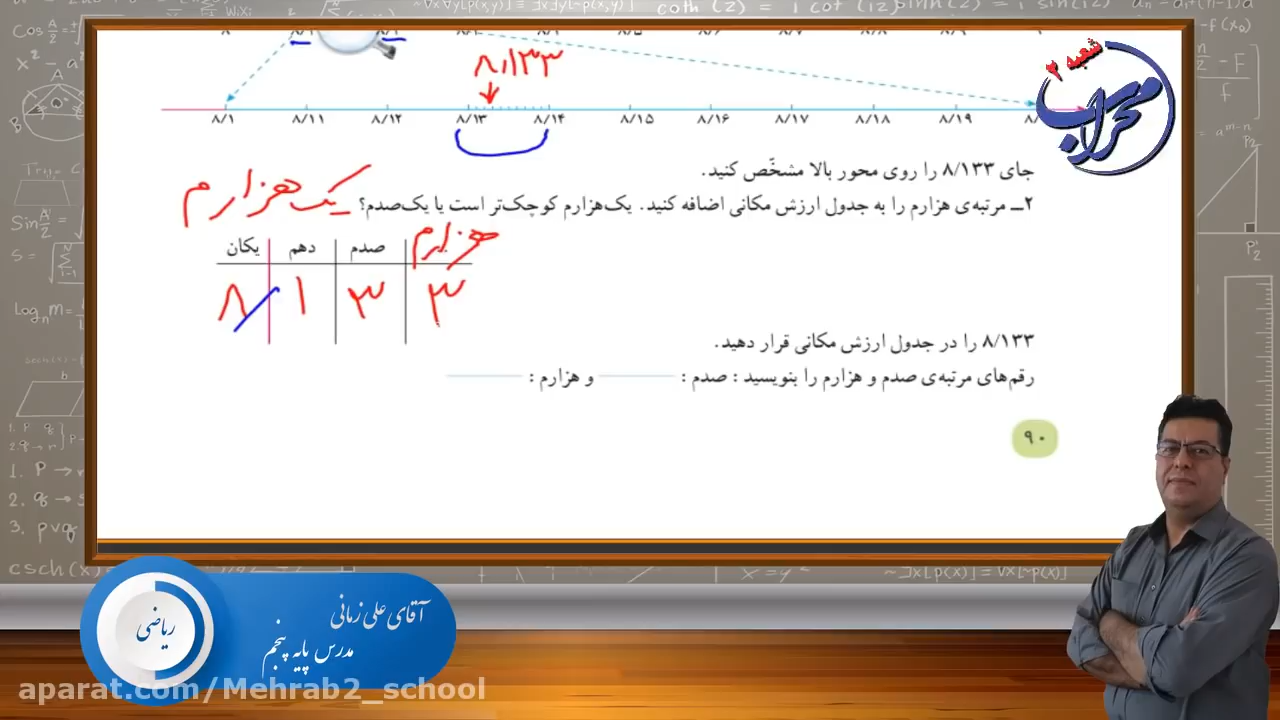 ۸/۱۳۳
۸/۱ ۸/۱۱ ۸/۱۲ ۸/۱۳ ۸/۱۴ ۸/۱۵ ۸/۱۶ ۸/۱۷ ۸/۱۸ ۸/۱۹
شعبه ۲
محراب
جای ۸/۱۳۳ را روی محور بالا مشخّص کنید.
۲ــ مرتبه‌ی هزارم را به جدول ارزش مکانی اضافه کنید. یک‌هزارم کوچک‌تر است یا یک‌صدم؟ یک هزارم
یکان دهم صدم هزارم
۸ / ۱ ۳ ۳
۸/۱۳۳ را در جدول ارزش مکانی قرار دهید.
رقم‌های مرتبه‌ی صدم و هزارم را بنویسید : صدم : و هزارم :
۹۰
ریاضی
آقای علی زمانی
مدرس پایه پنجم
aparat.com/Mehrab2_school